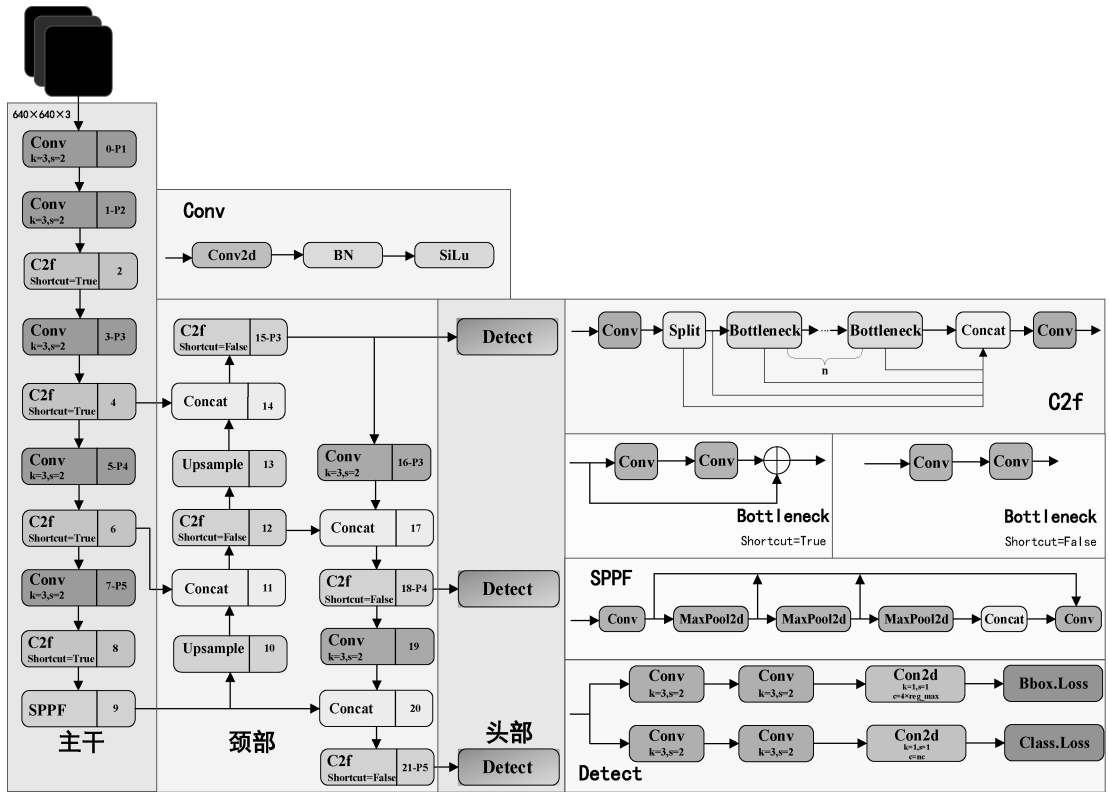 640×640×3
Conv
k=3,s=2
0-P1
Conv
k=3,s=2
1-P2
C2f
Shortcut=True
2
Conv
k=3,s=2
3-P3
C2f
Shortcut=True
4
Conv
k=3,s=2
5-P4
C2f
Shortcut=True
6
Conv
k=3,s=2
7-P5
C2f
Shortcut=True
8
SPPF
9
主干
Conv
Conv2d
BN
SiLu
C2f
Shortcut=False
15-P3
Concat
14
Upsample
13
C2f
Shortcut=False
12
Concat
11
Upsample
10
颈部
Conv
k=3,s=2
16-P3
Concat
17
C2f
Shortcut=False
18-P4
Conv
k=3,s=2
19
Concat
20
C2f
Shortcut=False
21-P5
Detect
Detect
头部
Detect
Conv
Split
Bottleneck
...
Bottleneck
Concat
Conv
n
C2f
Conv
Conv
Bottleneck
Shortcut=True
Conv
Conv
Bottleneck
Shortcut=False
SPPF
Conv
MaxPool2d
MaxPool2d
MaxPool2d
Concat
Conv
Conv
k=3,s=2
Conv
k=3,s=2
Con2d
k=1,s=1
c=4×reg_max
Bbox.Loss
Conv
k=3,s=2
Conv
k=3,s=2
Con2d
k=1,s=1
c=nc
Class.Loss
Detect